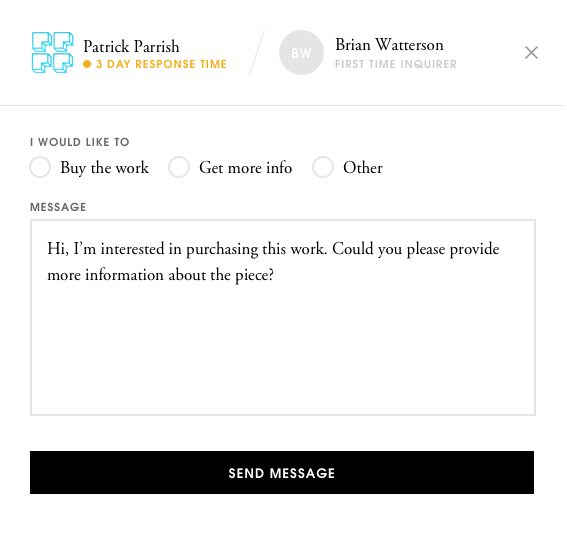 Patrick Parrish
3 DAY RESPONSE TIME
BW
Brian Watterson
FIRST TIME INQUIRER
I WOULD LIKE TO
Buy the work
Get more info
Other
MESSAGE
Hi, I’m interested in purchasing this work. Could you please provide
more information about the piece?
SEND MESSAGE